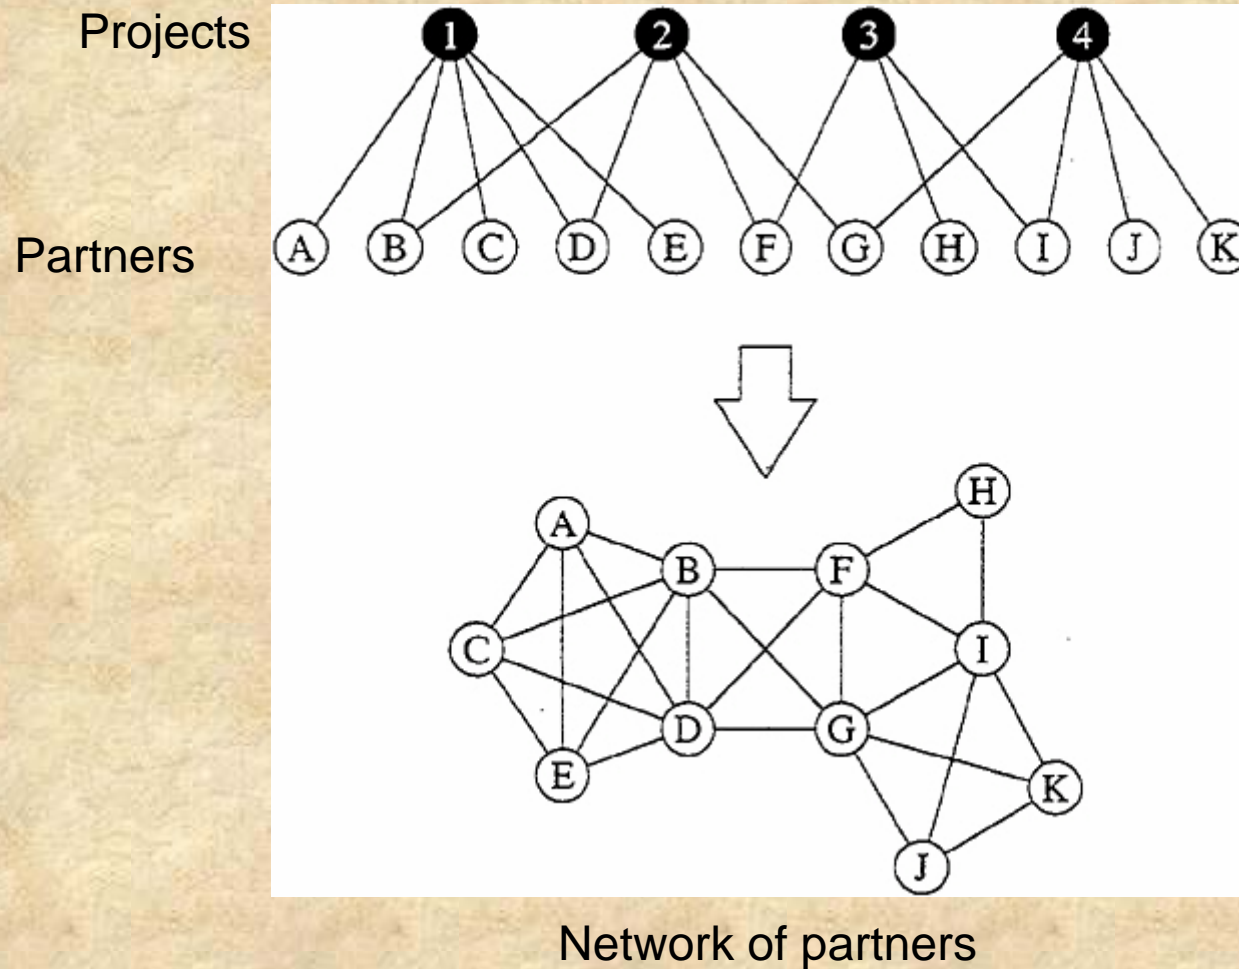 Projects 1 2 3 4
Partners A B C D E F G H I J K
H
A
B F
C I
D G
E K
J
Network of partners